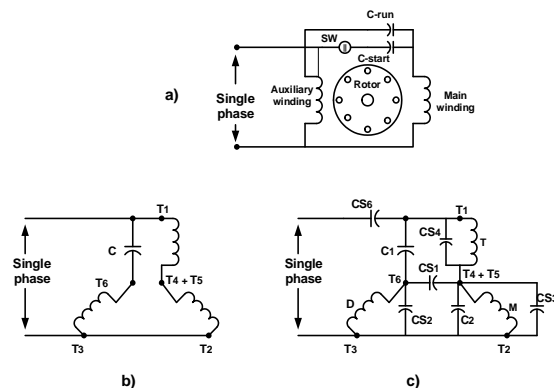 C-run
SW
C-start
a)
Single
phase
Auxiliary
winding
Rotor
Main
winding
Single
phase
T1
C
T6
T4 + T5
T3
T2
b)
Single
phase
CS6
T1
CS4
T
C1
T6
CS1
T4 + T5
D
CS2
C2
M
CS3
T3
T2
c)